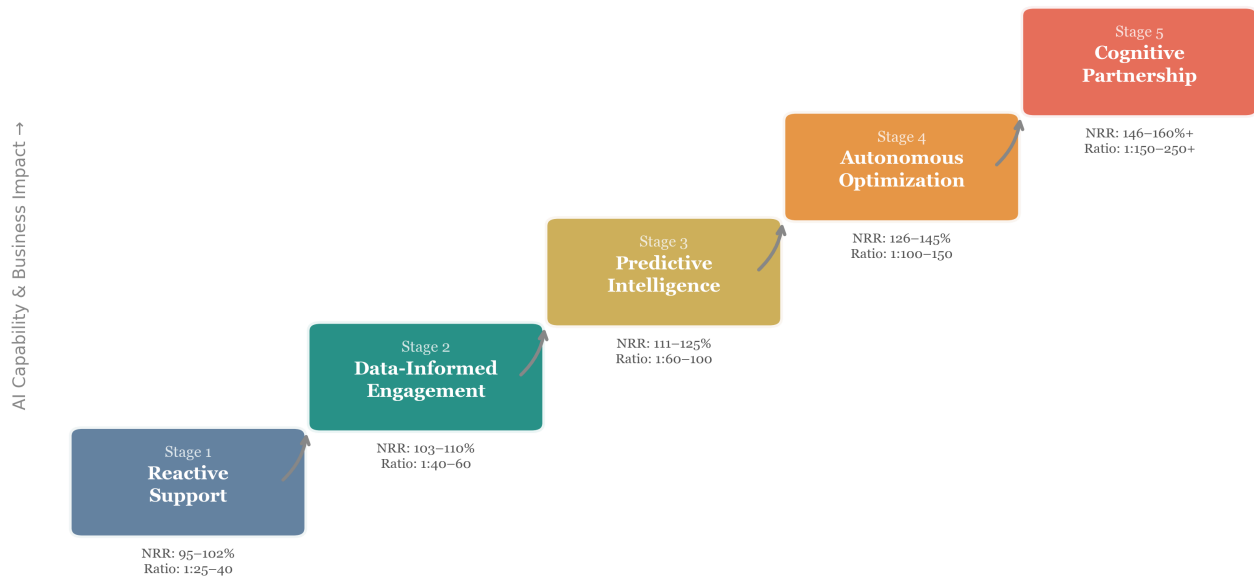 AI Capability & Business Impact →
Stage 1
Reactive
Support
NRR: 95–102%
Ratio: 1:25–40
Stage 2
Data-Informed
Engagement
NRR: 103–110%
Ratio: 1:40–60
Stage 3
Predictive
Intelligence
NRR: 111–125%
Ratio: 1:60–100
Stage 4
Autonomous
Optimization
NRR: 126–145%
Ratio: 1:100–150
Stage 5
Cognitive
Partnership
NRR: 146–160%+
Ratio: 1:150–250+